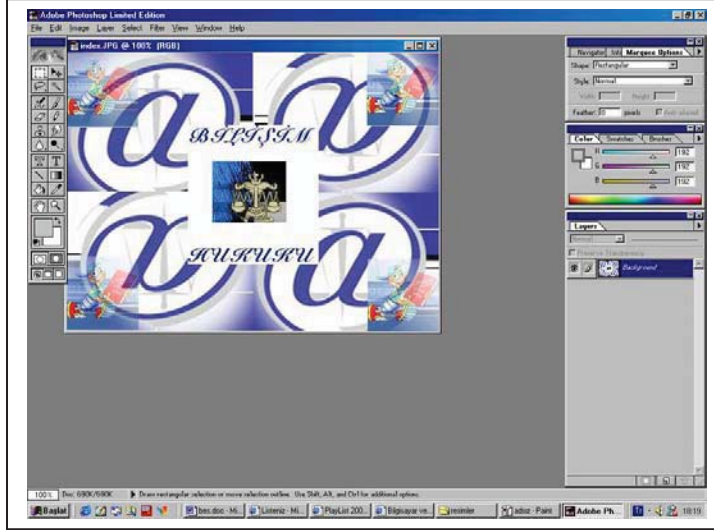 Adobe Photoshop Limited Edition
File Edit Image Layer Select Filter View Window Help
index.JPG @ 100% (RGB)
BİLİŞİM
HUKUKU
Navigator Info Marquee Options
Shape: Rectangular
Style: Normal
Width: Height:
Feather: 0 pixels Anti-aliased
Color Swatches Brushes
R 192
G 192
B 192
Layers
Normal
Preserve Transparency
Background
100% Doc: 690K/690K Draw rectangular selection or move selection outline. Use Shift, Alt, and Ctrl for additional options.
Başlat bes.doc - Mi... Listeniz - Mi... PlayList 200... Bilgisayar ve... resimler adsız - Paint Adobe Ph... 18:19